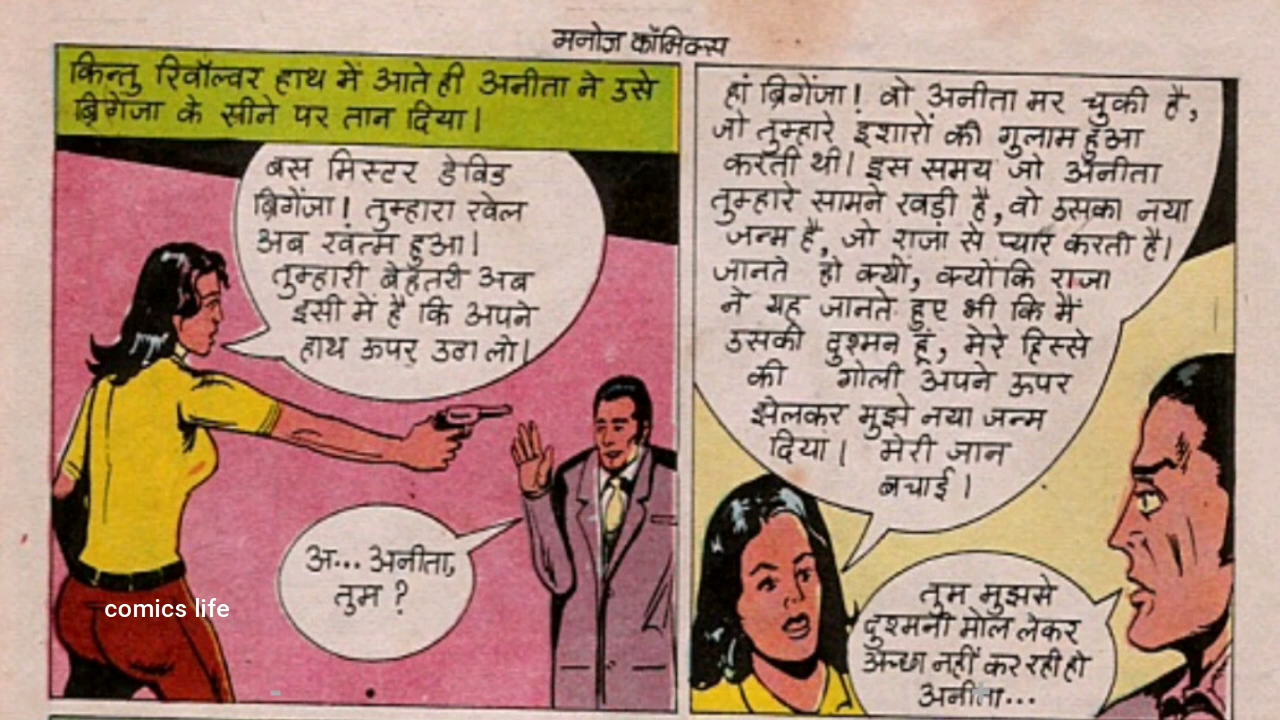 मनोज कॉमिक्स
किन्तु रिवॉल्वर हाथ में आते ही अनीता ने उसे
ब्रिगेंजा के सीने पर तान दिया।
बस मिस्टर डेविड
ब्रिगेंजा! तुम्हारा खेल
अब खत्म हुआ।
तुम्हारी बेहतरी अब
इसी में है कि अपने
हाथ ऊपर उठा लो।
अ... अनीता,
तुम ?
comics life
हां ब्रिगेंजा! वो अनीता मर चुकी है,
जो तुम्हारे इशारों की गुलाम हुआ
करती थी। इस समय जो अनीता
तुम्हारे सामने खड़ी है, वो उसका नया
जन्म है, जो राजा से प्यार करती है।
जानते हो क्यों, क्योंकि राजा
ने यह जानते हुए भी कि मैं
उसकी दुश्मन हूं, मेरे हिस्से
की गोली अपने ऊपर
झेलकर मुझे नया जन्म
दिया। मेरी जान
बचाई।
तुम मुझसे
दुश्मनी मोल लेकर
अच्छा नहीं कर रही हो
अनीता...